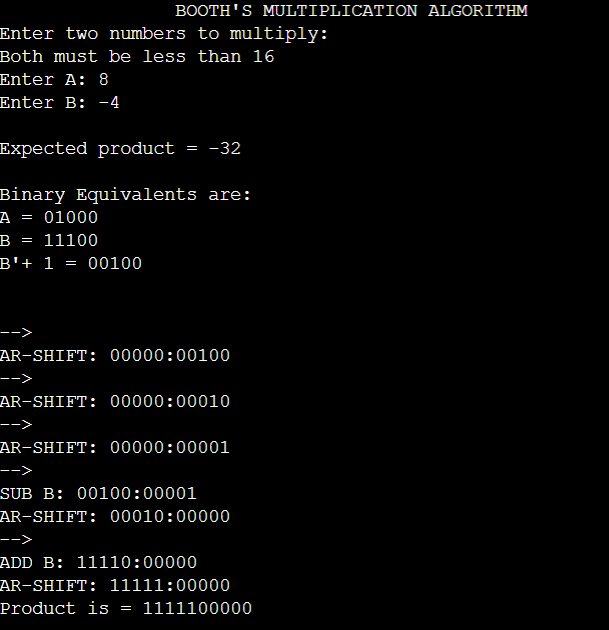 BOOTH'S MULTIPLICATION ALGORITHM
Enter two numbers to multiply:
Both must be less than 16
Enter A: 8
Enter B: -4
Expected product = -32
Binary Equivalents are:
A = 01000
B = 11100
B'+ 1 = 00100
-->
AR-SHIFT: 00000:00100
-->
AR-SHIFT: 00000:00010
-->
AR-SHIFT: 00000:00001
-->
SUB B: 00100:00001
AR-SHIFT: 00010:00000
-->
ADD B: 11110:00000
AR-SHIFT: 11111:00000
Product is = 1111100000